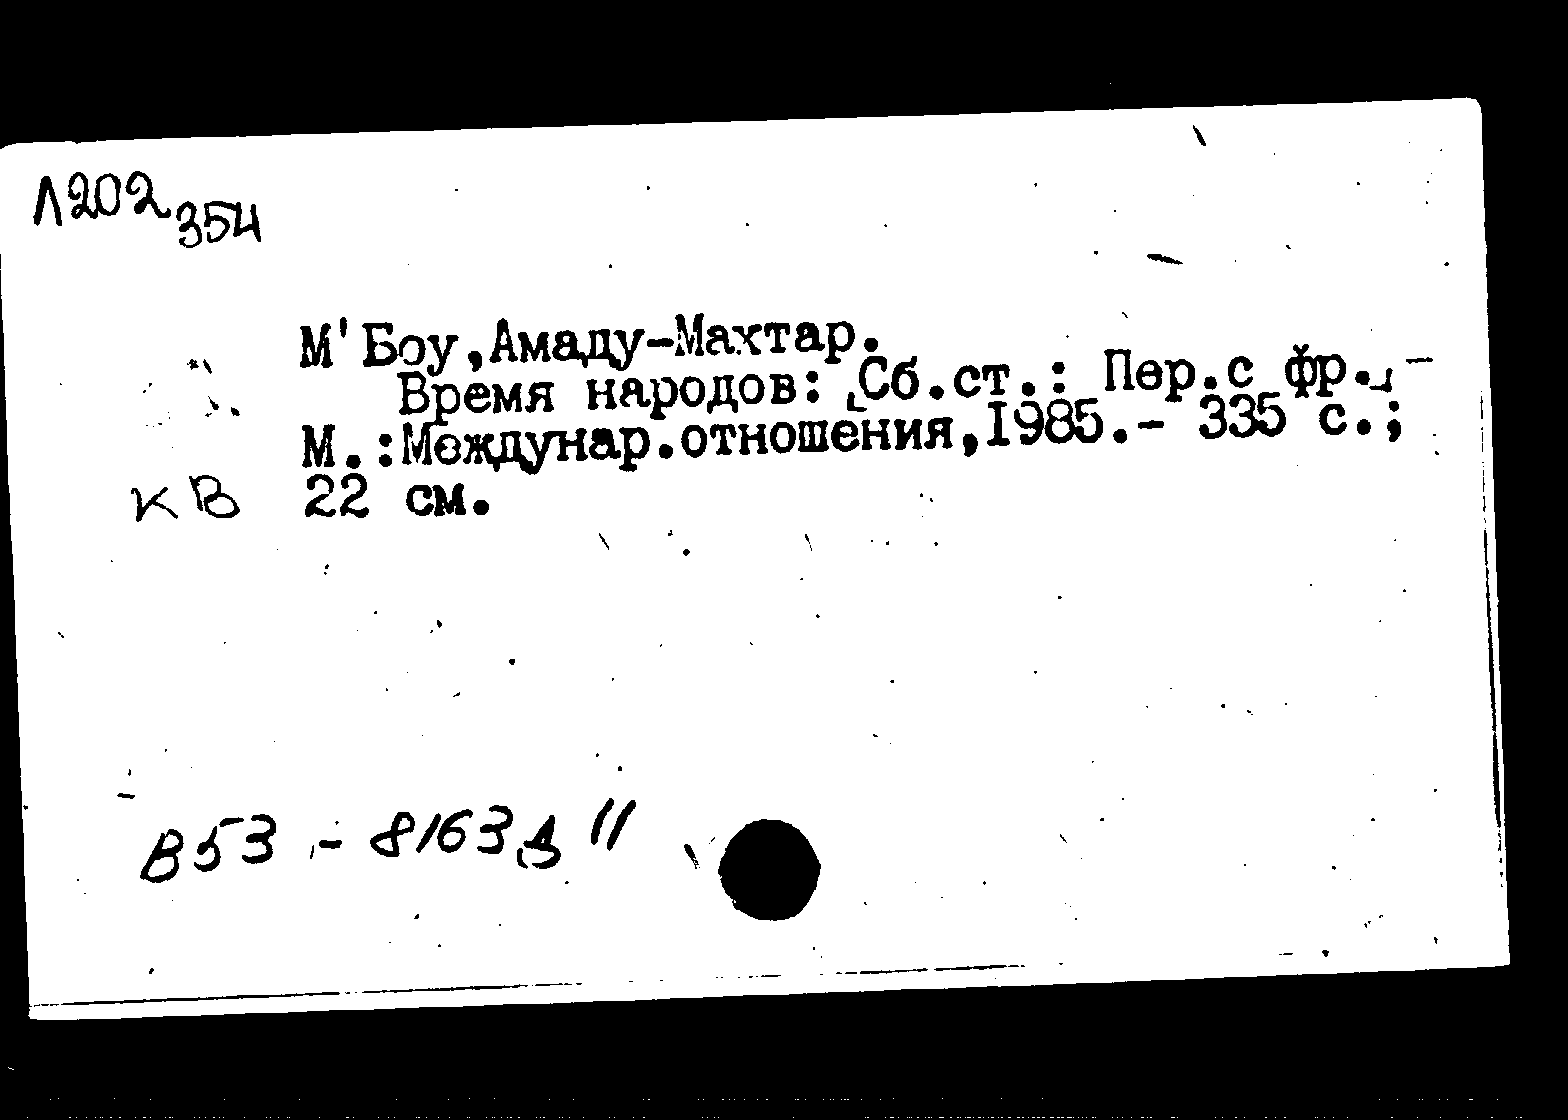 Л202
354
М'Боу,Амаду-Махтар.
Время народов: [Сб.ст.: Пер.с фр.] -
М.:Междунар.отношения,1985.- 335 с.;
КВ 22 см.
В53 - 8163